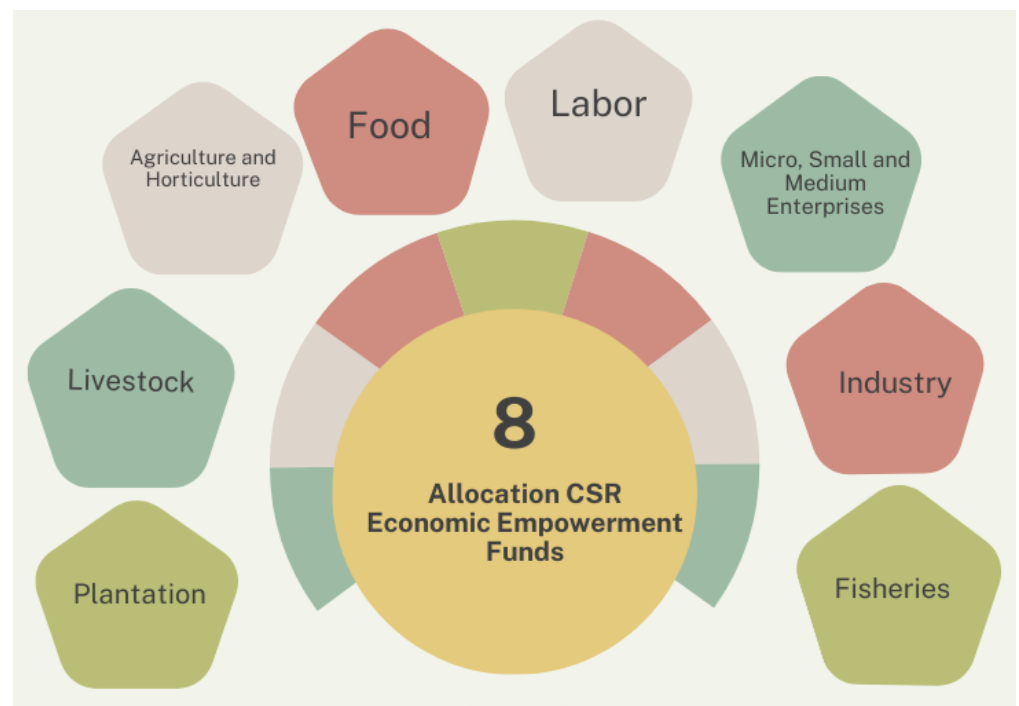 Food
Labor
Agriculture and
Horticulture
Micro, Small and
Medium
Enterprises
Livestock
Industry
8
Allocation CSR
Economic Empowerment
Funds
Plantation
Fisheries